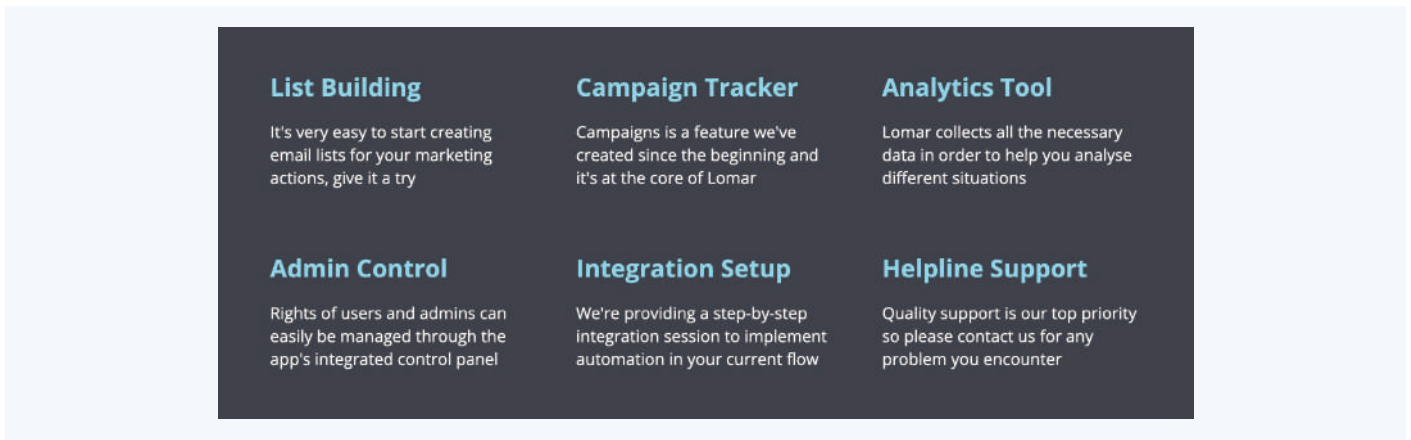 List Building
It's very easy to start creating
email lists for your marketing
actions, give it a try
Campaign Tracker
Campaigns is a feature we've
created since the beginning and
it's at the core of Lomar
Analytics Tool
Lomar collects all the necessary
data in order to help you analyse
different situations
Admin Control
Rights of users and admins can
easily be managed through the
app's integrated control panel
Integration Setup
We're providing a step-by-step
integration session to implement
automation in your current flow
Helpline Support
Quality support is our top priority
so please contact us for any
problem you encounter